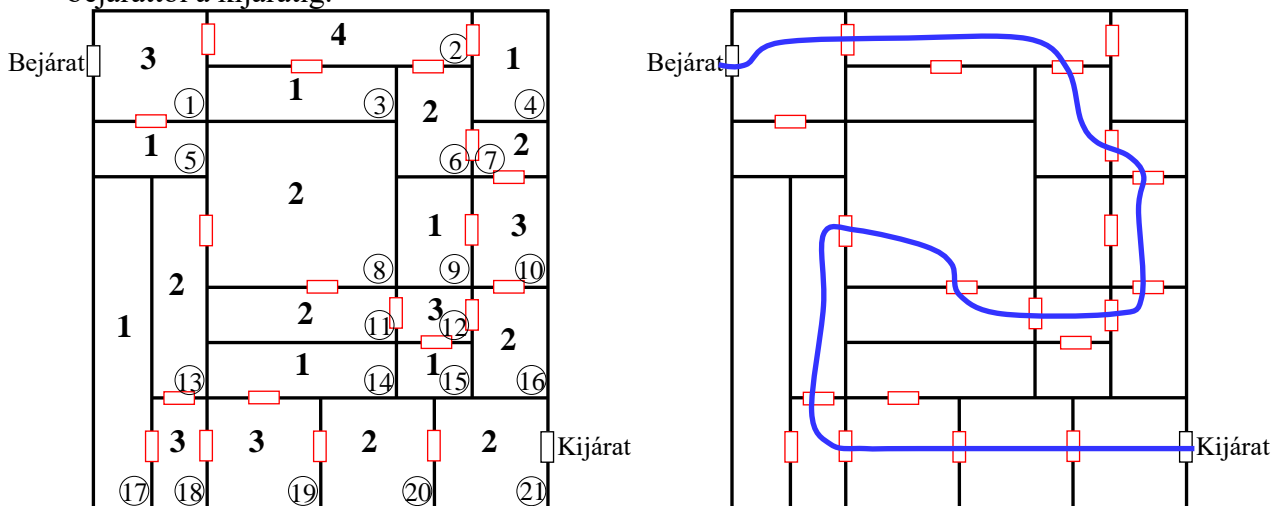 bejárattól a kijáratig.
4
2
Bejárat 3 1 Bejárat
1
1 3 2 4
1 2
5 6 7
2
1 3
8 9 10
2
2 3
11 12
1 2
1 1
13 14 15 16
3 3 2 2 Kijárat Kijárat
17 18 19 20 21